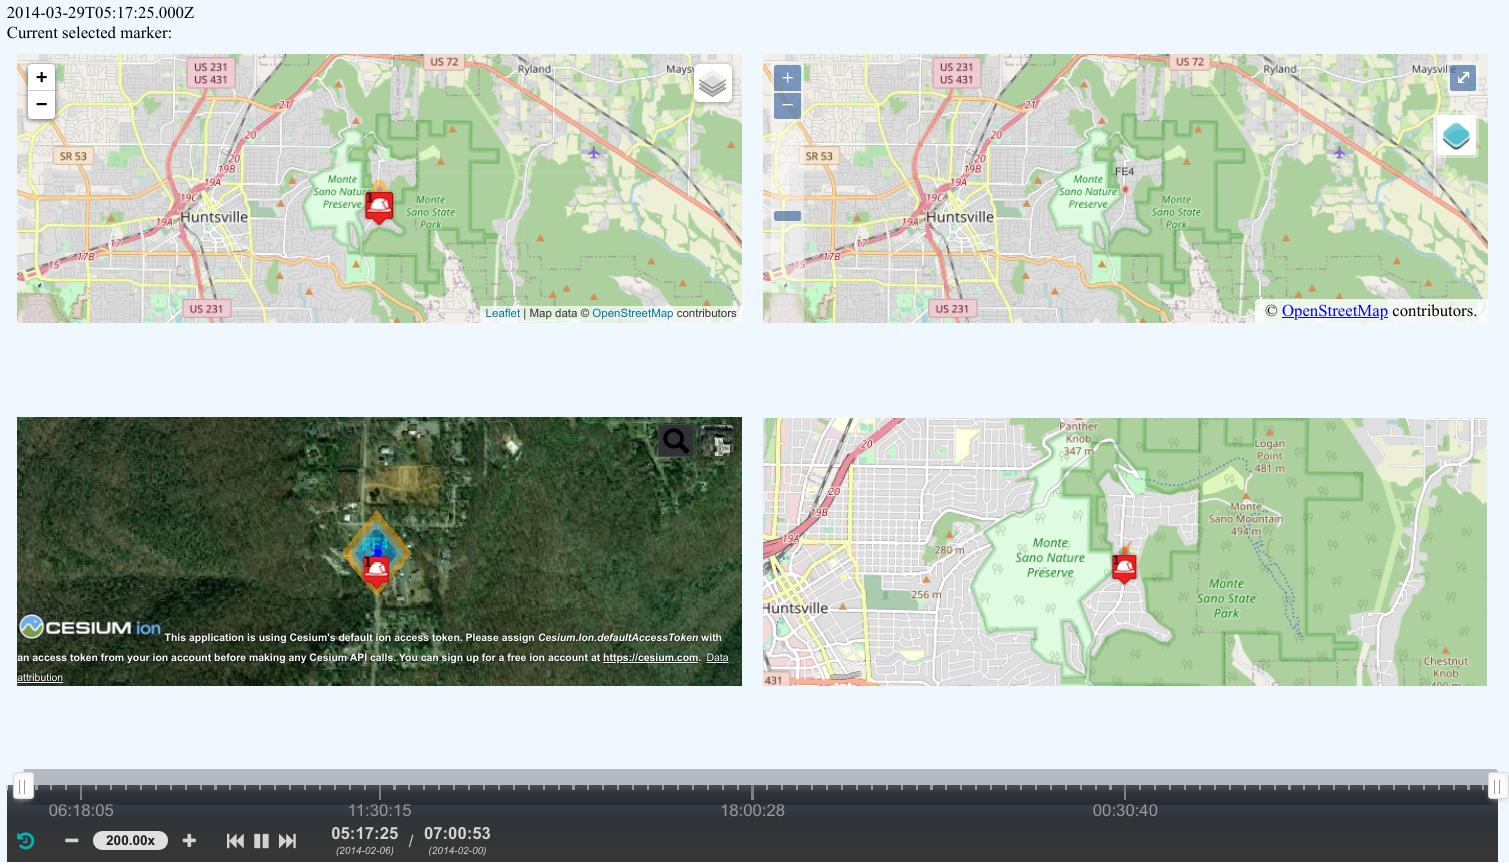 2014-03-29T05:17:25.000Z
Current selected marker:
+
−
US 231
US 431
US 72
Ryland
21
20
SR 53
20
19B
19A
19C
Huntsville
19A
17
17B
15
US 231
Monte
Sano Nature
Preserve
1
Monte
Sano State
Park
Maysv
Leaflet | Map data © OpenStreetMap contributors
+
−
US 231
US 431
US 72
Ryland
Maysvil
21
20
SR 53
20
19B
19A
19C
Huntsville
19A
17
17B
15
US 231
FE4
Monte
Sano Nature
Preserve
Monte
Sano State
Park
© OpenStreetMap contributors.
FE4
1
CESIUM ion This application is using Cesium's default ion access token. Please assign Cesium.Ion.defaultAccessToken with
an access token from your ion account before making any Cesium API calls. You can sign up for a free ion account at https://cesium.com. Data
attribution
Panther
Knob
347 m
Logan
Point
481 m
20
20
19B
19A
Monte
Sano Mountain
494 m
280 m
256 m
Monte
Sano Nature
Preserve
1
Monte
Sano State
Park
Huntsville
431
Chestnut
Knob
06:18:05
11:30:15
18:00:28
00:30:40
− 200.00x + 05:17:25 / 07:00:53
(2014-02-06) (2014-02-00)